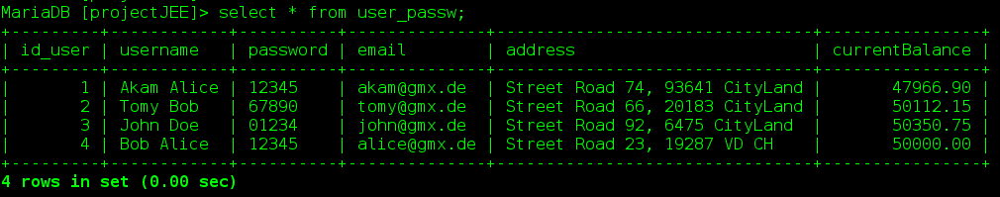 MariaDB [projectJEE]> select * from user_passw;
+---------+------------+----------+--------------+----------------------------------+----------------+
| id_user | username   | password | email        | address                          | currentBalance |
+---------+------------+----------+--------------+----------------------------------+----------------+
|       1 | Akam Alice | 12345    | akam@gmx.de  | Street Road 74, 93641 CityLand   |       47966.90 |
|       2 | Tomy Bob   | 67890    | tomy@gmx.de  | Street Road 66, 20183 CityLand   |       50112.15 |
|       3 | John Doe   | 01234    | john@gmx.de  | Street Road 92, 6475 CityLand    |       50350.75 |
|       4 | Bob Alice  | 12345    | alice@gmx.de | Street Road 23, 19287 VD CH      |       50000.00 |
+---------+------------+----------+--------------+----------------------------------+----------------+
4 rows in set (0.00 sec)